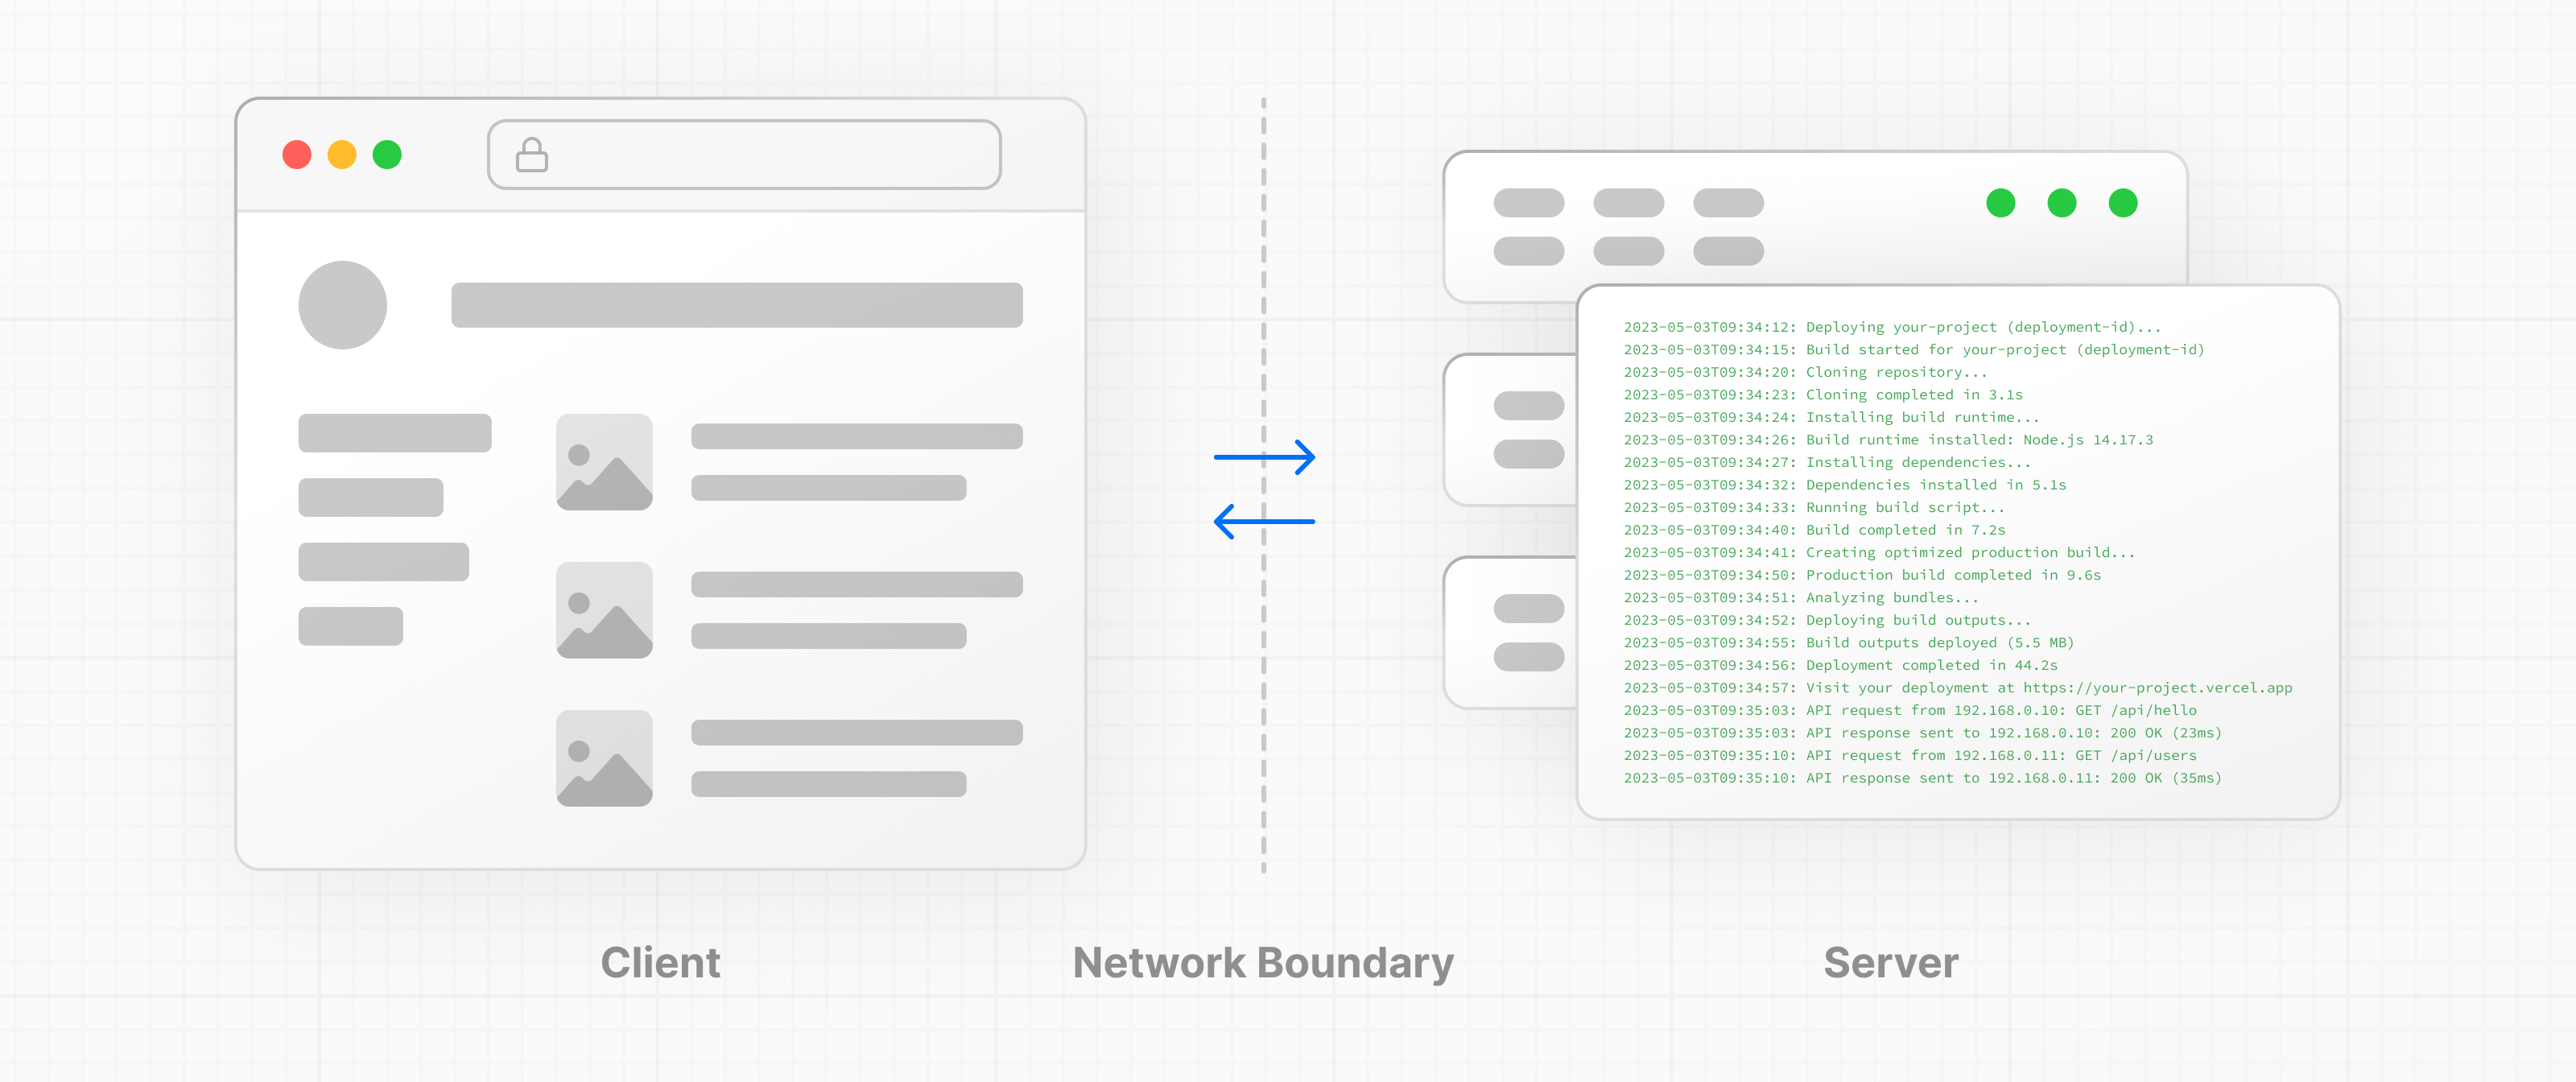 2023-05-03T09:34:12: Deploying your-project (deployment-id)...
2023-05-03T09:34:15: Build started for your-project (deployment-id)
2023-05-03T09:34:20: Cloning repository...
2023-05-03T09:34:23: Cloning completed in 3.1s
2023-05-03T09:34:24: Installing build runtime...
2023-05-03T09:34:26: Build runtime installed: Node.js 14.17.3
2023-05-03T09:34:27: Installing dependencies...
2023-05-03T09:34:32: Dependencies installed in 5.1s
2023-05-03T09:34:33: Running build script...
2023-05-03T09:34:40: Build completed in 7.2s
2023-05-03T09:34:41: Creating optimized production build...
2023-05-03T09:34:50: Production build completed in 9.6s
2023-05-03T09:34:51: Analyzing bundles...
2023-05-03T09:34:52: Deploying build outputs...
2023-05-03T09:34:55: Build outputs deployed (5.5 MB)
2023-05-03T09:34:56: Deployment completed in 44.2s
2023-05-03T09:34:57: Visit your deployment at https://your-project.vercel.app
2023-05-03T09:35:03: API request from 192.168.0.10: GET /api/hello
2023-05-03T09:35:03: API response sent to 192.168.0.10: 200 OK (23ms)
2023-05-03T09:35:10: API request from 192.168.0.11: GET /api/users
2023-05-03T09:35:10: API response sent to 192.168.0.11: 200 OK (35ms)
Client
Network Boundary
Server